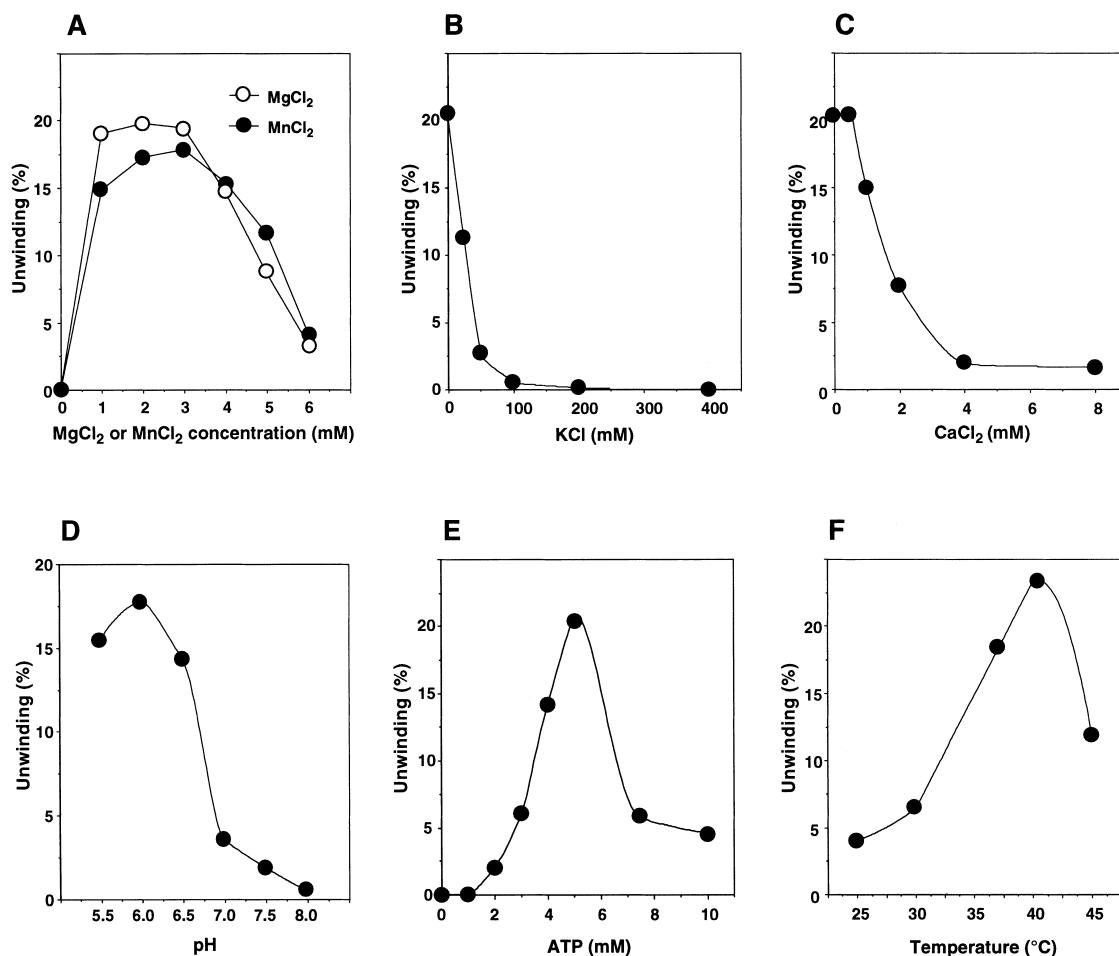 A
Unwinding (%)
20
15
10
5
0
MgCl₂
MnCl₂
0 1 2 3 4 5 6
MgCl₂ or MnCl₂ concentration (mM)
B
Unwinding (%)
20
15
10
5
0
0 100 200 300 400
KCl (mM)
C
Unwinding (%)
20
15
10
5
0
0 2 4 6 8
CaCl₂ (mM)
D
Unwinding (%)
20
15
10
5
0
5.5 6.0 6.5 7.0 7.5 8.0
pH
E
Unwinding (%)
20
15
10
5
0
0 2 4 6 8 10
ATP (mM)
F
Unwinding (%)
20
15
10
5
0
25 30 35 40 45
Temperature (°C)